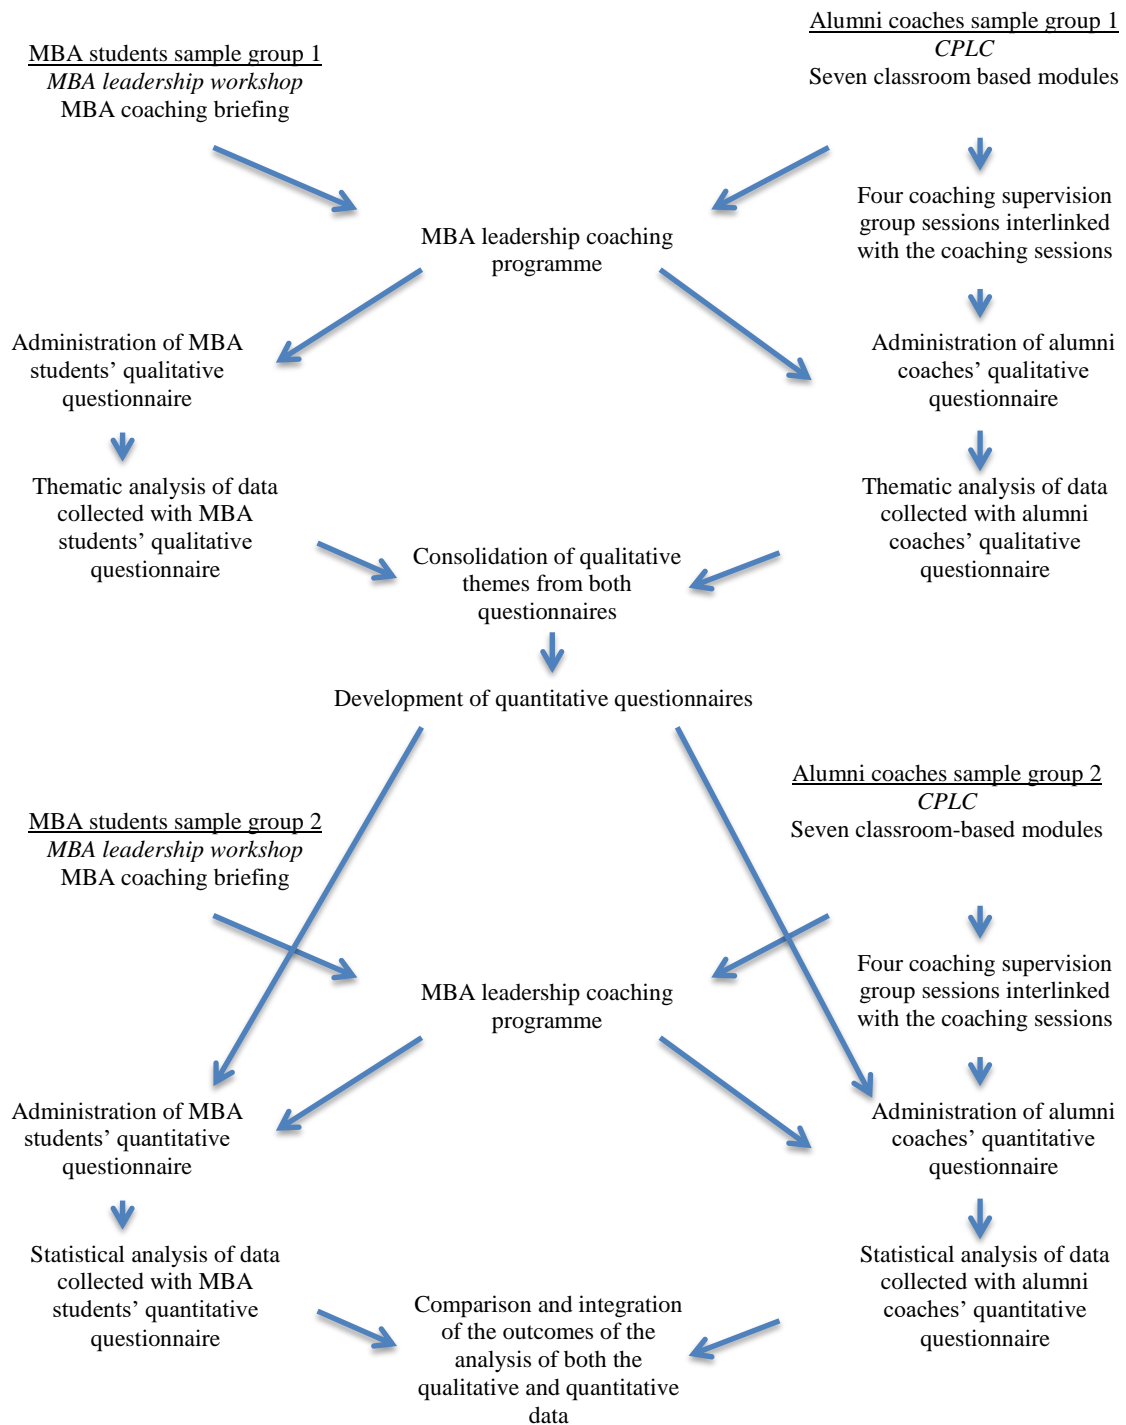 MBA students sample group 1
MBA leadership workshop
MBA coaching briefing
Alumni coaches sample group 1
CPLC
Seven classroom based modules
Four coaching supervision
group sessions interlinked
with the coaching sessions
MBA leadership coaching
programme
Administration of MBA
students’ qualitative
questionnaire
Administration of alumni
coaches’ qualitative
questionnaire
Thematic analysis of data
collected with MBA
students’ qualitative
questionnaire
Thematic analysis of data
collected with alumni
coaches’ qualitative
questionnaire
Consolidation of qualitative
themes from both
questionnaires
Development of quantitative questionnaires
MBA students sample group 2
MBA leadership workshop
MBA coaching briefing
Alumni coaches sample group 2
CPLC
Seven classroom-based modules
Four coaching supervision
group sessions interlinked
with the coaching sessions
MBA leadership coaching
programme
Administration of MBA
students’ quantitative
questionnaire
Administration of alumni
coaches’ quantitative
questionnaire
Statistical analysis of data
collected with MBA
students’ quantitative
questionnaire
Statistical analysis of data
collected with alumni
coaches’ quantitative
questionnaire
Comparison and integration
of the outcomes of the
analysis of both the
qualitative and quantitative
data